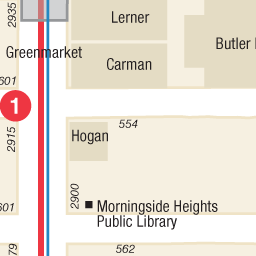 2935
Lerner
Greenmarket
Butler
Carman
601
1
2915
554
Hogan
2900
601
Morningside Heights
Public Library
79
562